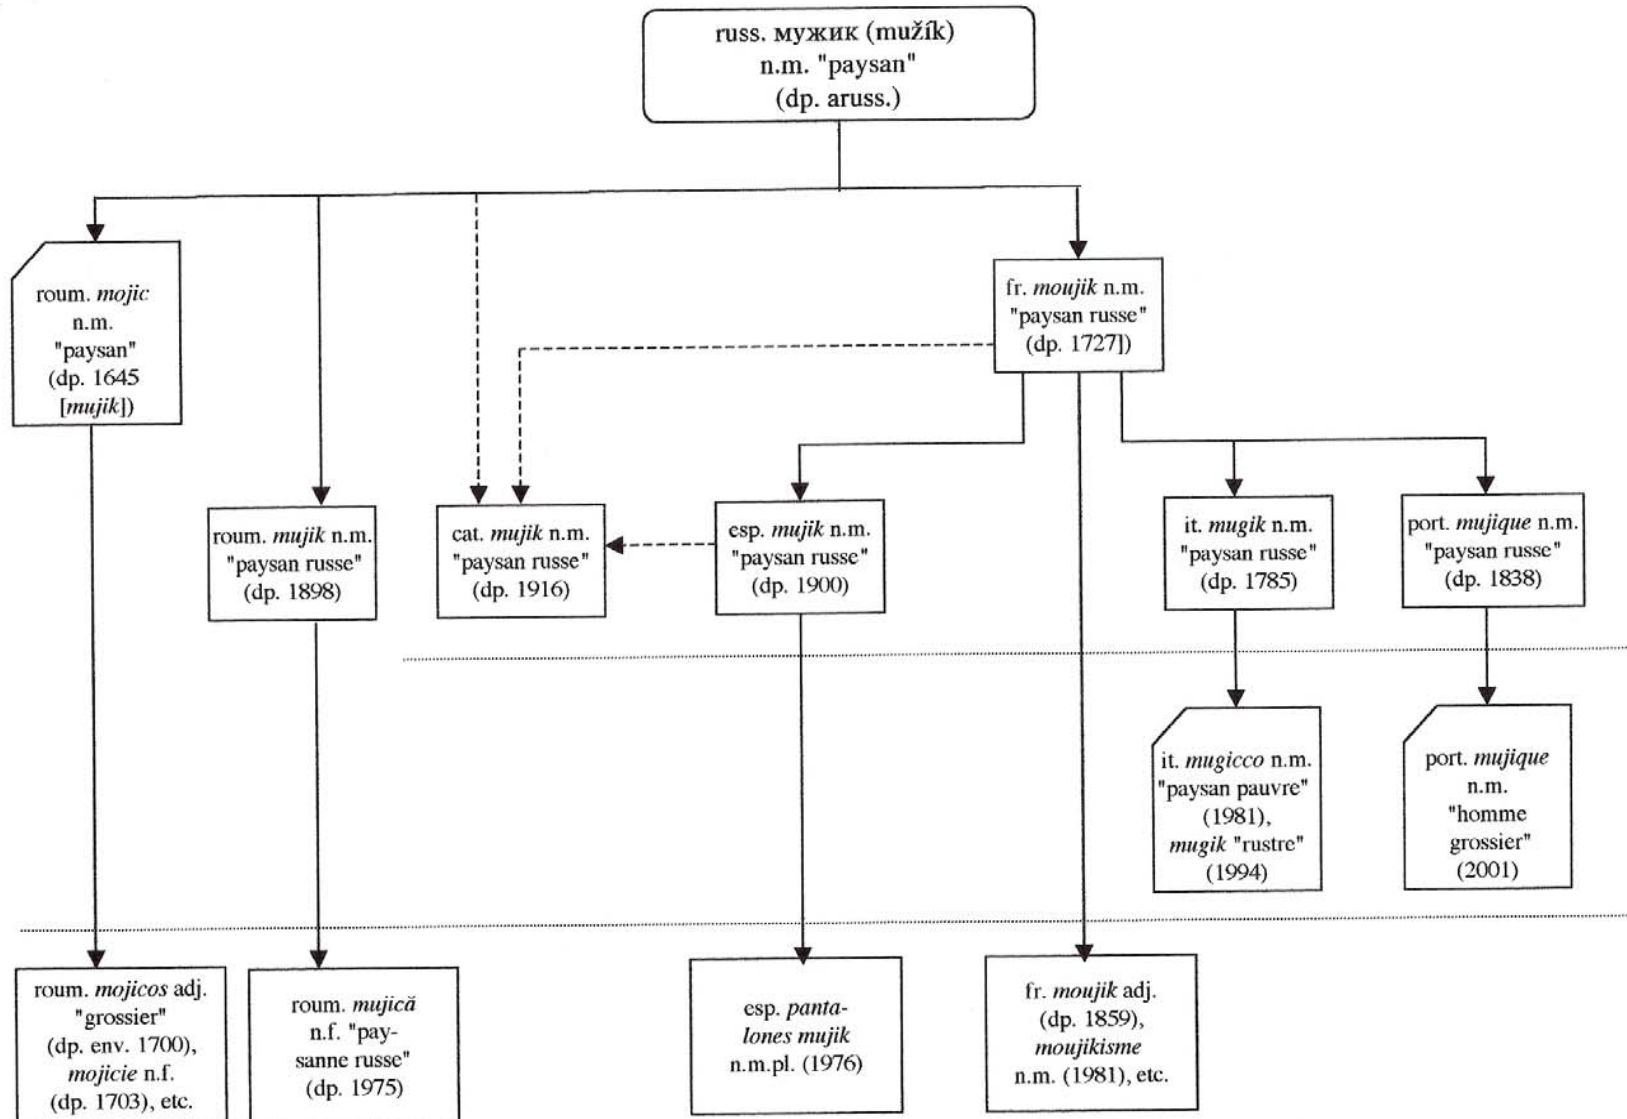 russ. мужик (mužík)
n.m. "paysan"
(dp. aruss.)
roum. mojic
n.m.
"paysan"
(dp. 1645
[mujik])
fr. moujik n.m.
"paysan russe"
(dp. 1727])
roum. mujik n.m.
"paysan russe"
(dp. 1898)
cat. mujik n.m.
"paysan russe"
(dp. 1916)
esp. mujik n.m.
"paysan russe"
(dp. 1900)
it. mugik n.m.
"paysan russe"
(dp. 1785)
port. mujique n.m.
"paysan russe"
(dp. 1838)
it. mugicco n.m.
"paysan pauvre"
(1981),
mugik "rustre"
(1994)
port. mujique
n.m.
"homme
grossier"
(2001)
roum. mojicos adj.
"grossier"
(dp. env. 1700),
mojicie n.f.
(dp. 1703), etc.
roum. mujică
n.f. "pay-
sanne russe"
(dp. 1975)
esp. panta-
lones mujik
n.m.pl. (1976)
fr. moujik adj.
(dp. 1859),
moujikisme
n.m. (1981), etc.